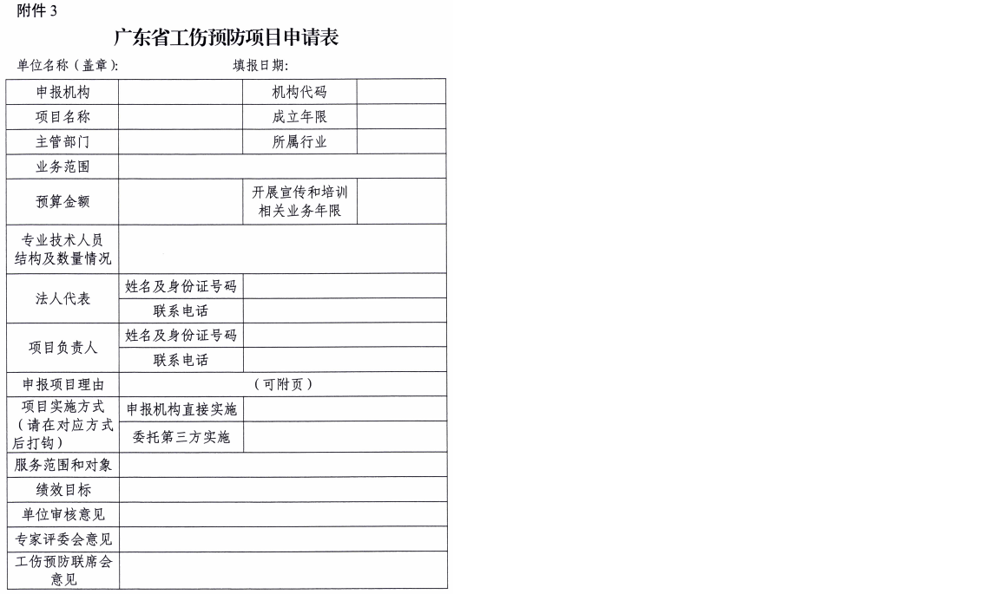 附件 3
广东省工伤预防项目申请表
单位名称（盖章）： 填报日期：
申报机构 机构代码
项目名称 成立年限
主管部门 所属行业
业务范围
预算金额 开展宣传和培训
相关业务年限
专业技术人员
结构及数量情况
法人代表 姓名及身份证号码
联系电话
项目负责人 姓名及身份证号码
联系电话
申报项目理由 （可附页）
项目实施方式
（请在对应方式
后打钩）
申报机构直接实施
委托第三方实施
服务范围和对象
绩效目标
单位审核意见
专家评委会意见
工伤预防联席会
意见